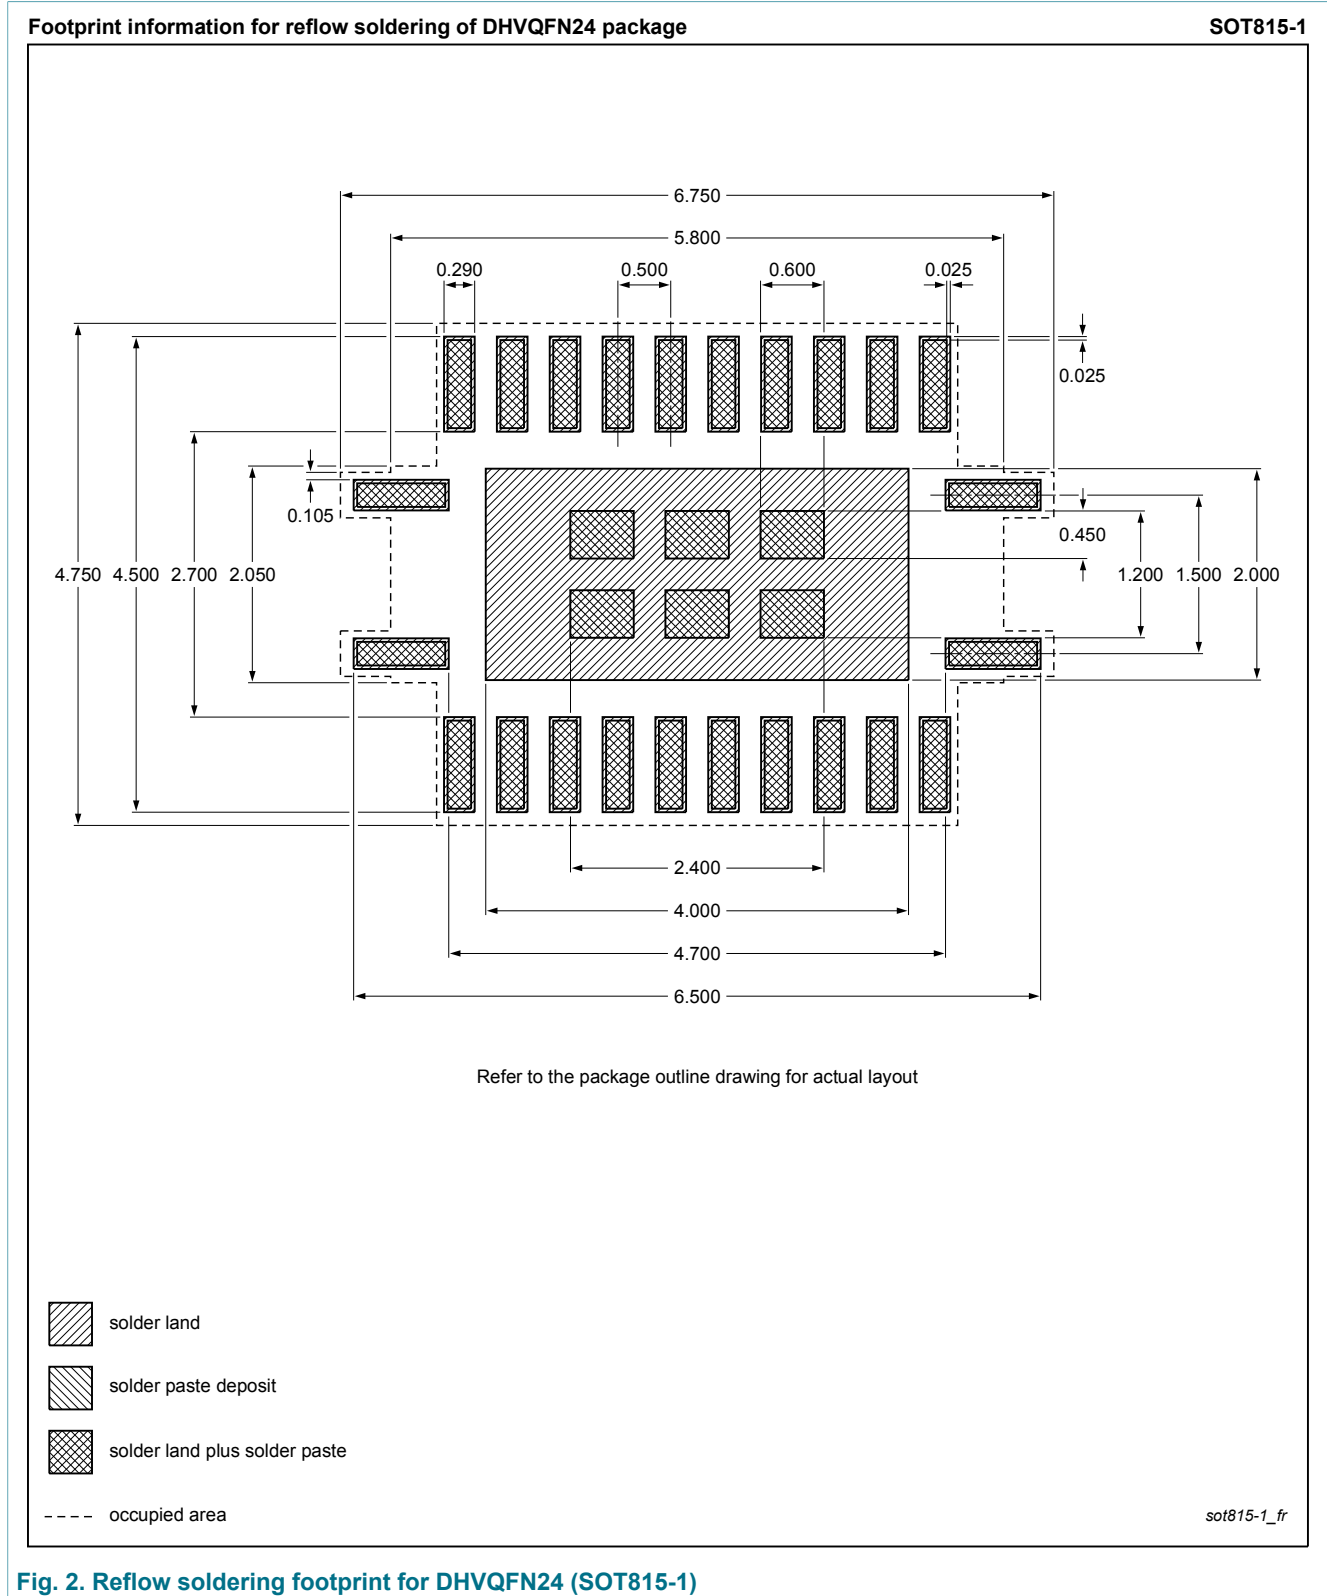 Footprint information for reflow soldering of DHVQFN24 package SOT815-1
6.750
5.800
0.290 0.500 0.600 0.025
0.025
0.105
0.450
4.750 4.500 2.700 2.050 1.200 1.500 2.000
2.400
4.000
4.700
6.500
Refer to the package outline drawing for actual layout
solder land
solder paste deposit
solder land plus solder paste
occupied area
sot815-1_fr
Fig. 2. Reflow soldering footprint for DHVQFN24 (SOT815-1)